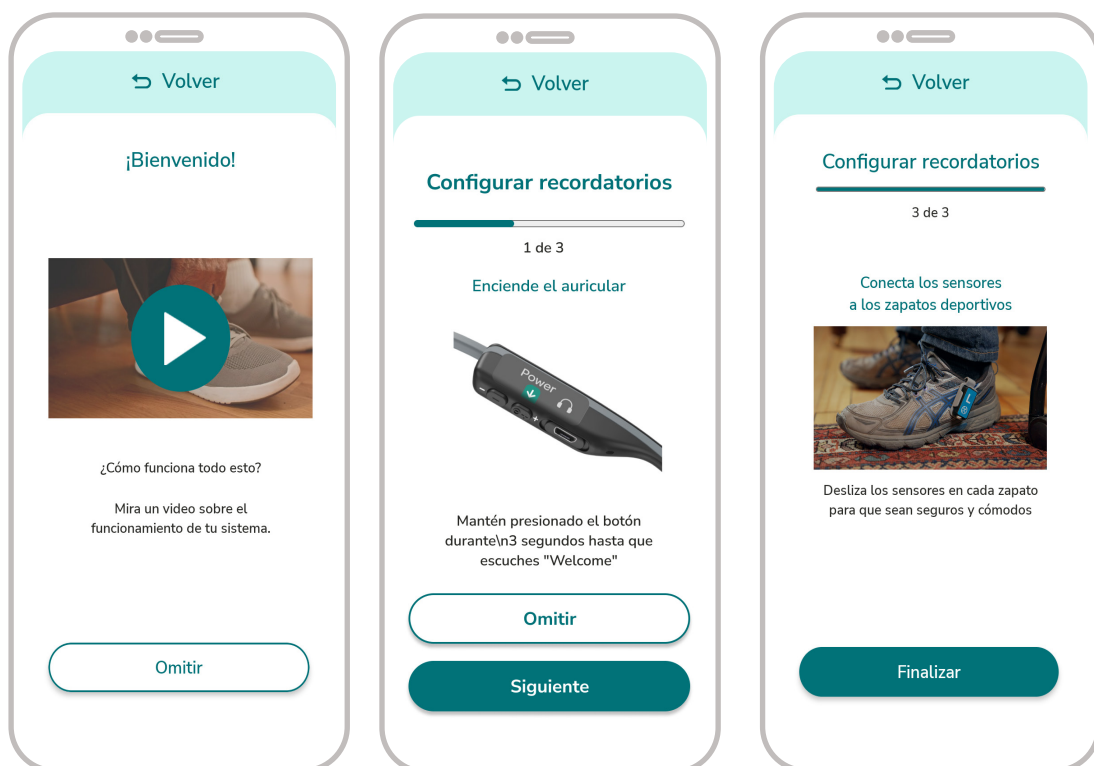 Volver
¡Bienvenido!
¿Cómo funciona todo esto?
Mira un video sobre el
funcionamiento de tu sistema.
Omitir
Volver
Configurar recordatorios
1 de 3
Enciende el auricular
Power
-
+
Mantén presionado el botón
durante\n3 segundos hasta que
escuches "Welcome"
Omitir
Siguiente
Volver
Configurar recordatorios
3 de 3
Conecta los sensores
a los zapatos deportivos
L
Desliza los sensores en cada zapato
para que sean seguros y cómodos
Finalizar